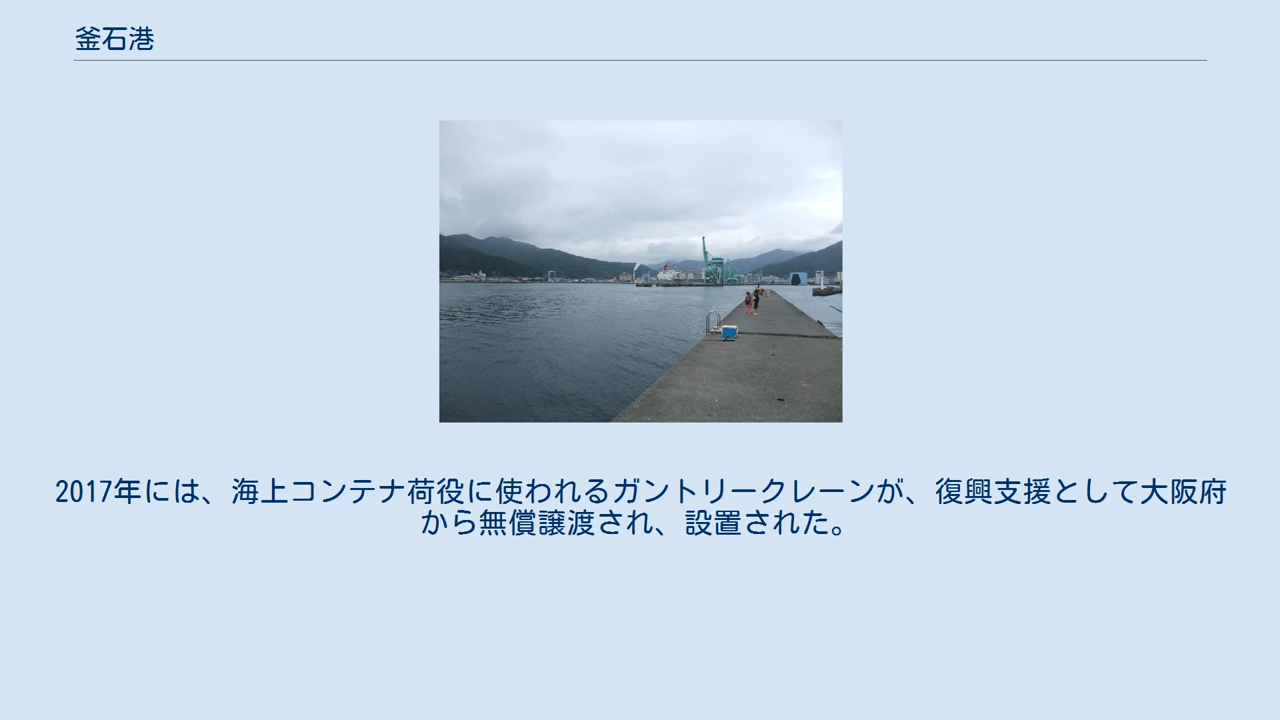 釜石港
2017年には、海上コンテナ荷役に使われるガントリークレーンが、復興支援として大阪府
から無償譲渡され、設置された。